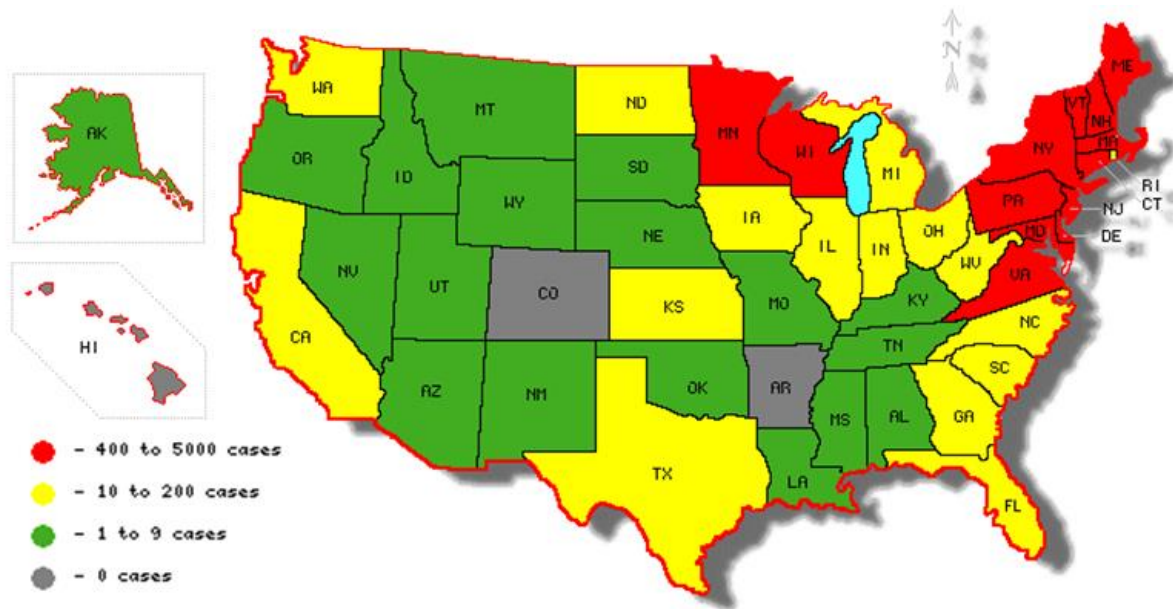 N
ME
WA
MT
ND
MN
VT
NH
AK
OR
ID
SD
WI
NY
MA
MI
WY
RI
CT
PA
NJ
IA
NE
OH
MD
DE
NV
UT
CO
IL
IN
WV
VA
HI
CA
KS
MO
KY
NC
TN
AZ
NM
OK
AR
SC
MS
AL
GA
- 400 to 5000 cases
TX
LA
- 10 to 200 cases
FL
- 1 to 9 cases
- 0 cases